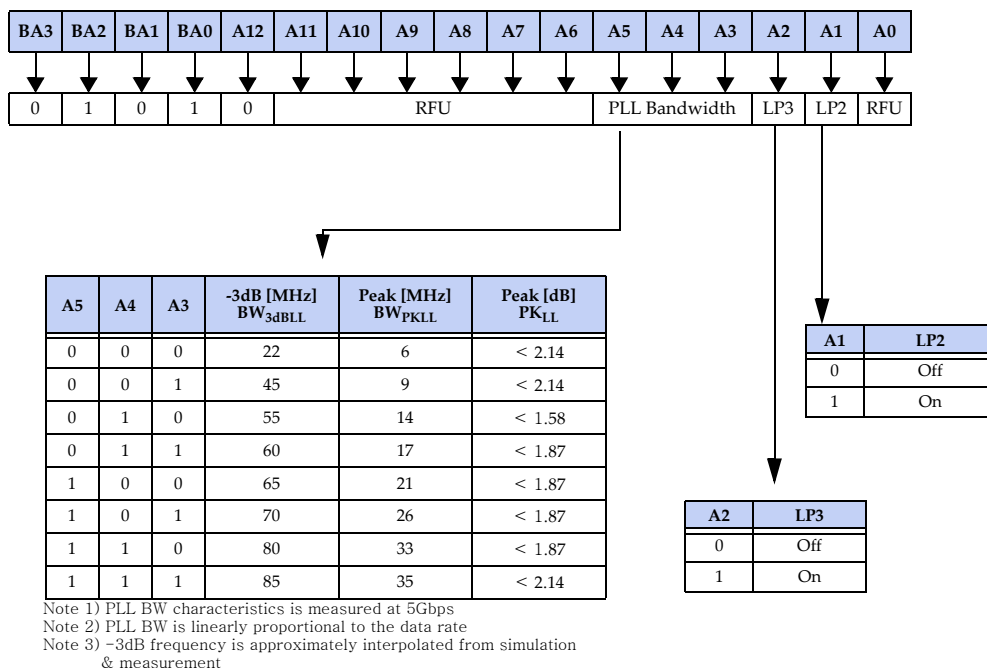 BA3 BA2 BA1 BA0 A12 A11 A10 A9 A8 A7 A6 A5 A4 A3 A2 A1 A0
0 1 0 1 0 RFU PLL Bandwidth LP3 LP2 RFU
A5 A4 A3 -3dB [MHz] BW3dBLL Peak [MHz] BWPKLL Peak [dB] PKLL
0 0 0 22 6 < 2.14
0 0 1 45 9 < 2.14
0 1 0 55 14 < 1.58
0 1 1 60 17 < 1.87
1 0 0 65 21 < 1.87
1 0 1 70 26 < 1.87
1 1 0 80 33 < 1.87
1 1 1 85 35 < 2.14
Note 1) PLL BW characteristics is measured at 5Gbps
Note 2) PLL BW is linearly proportional to the data rate
Note 3) -3dB frequency is approximately interpolated from simulation
& measurement
A1 LP2
0 Off
1 On
A2 LP3
0 Off
1 On